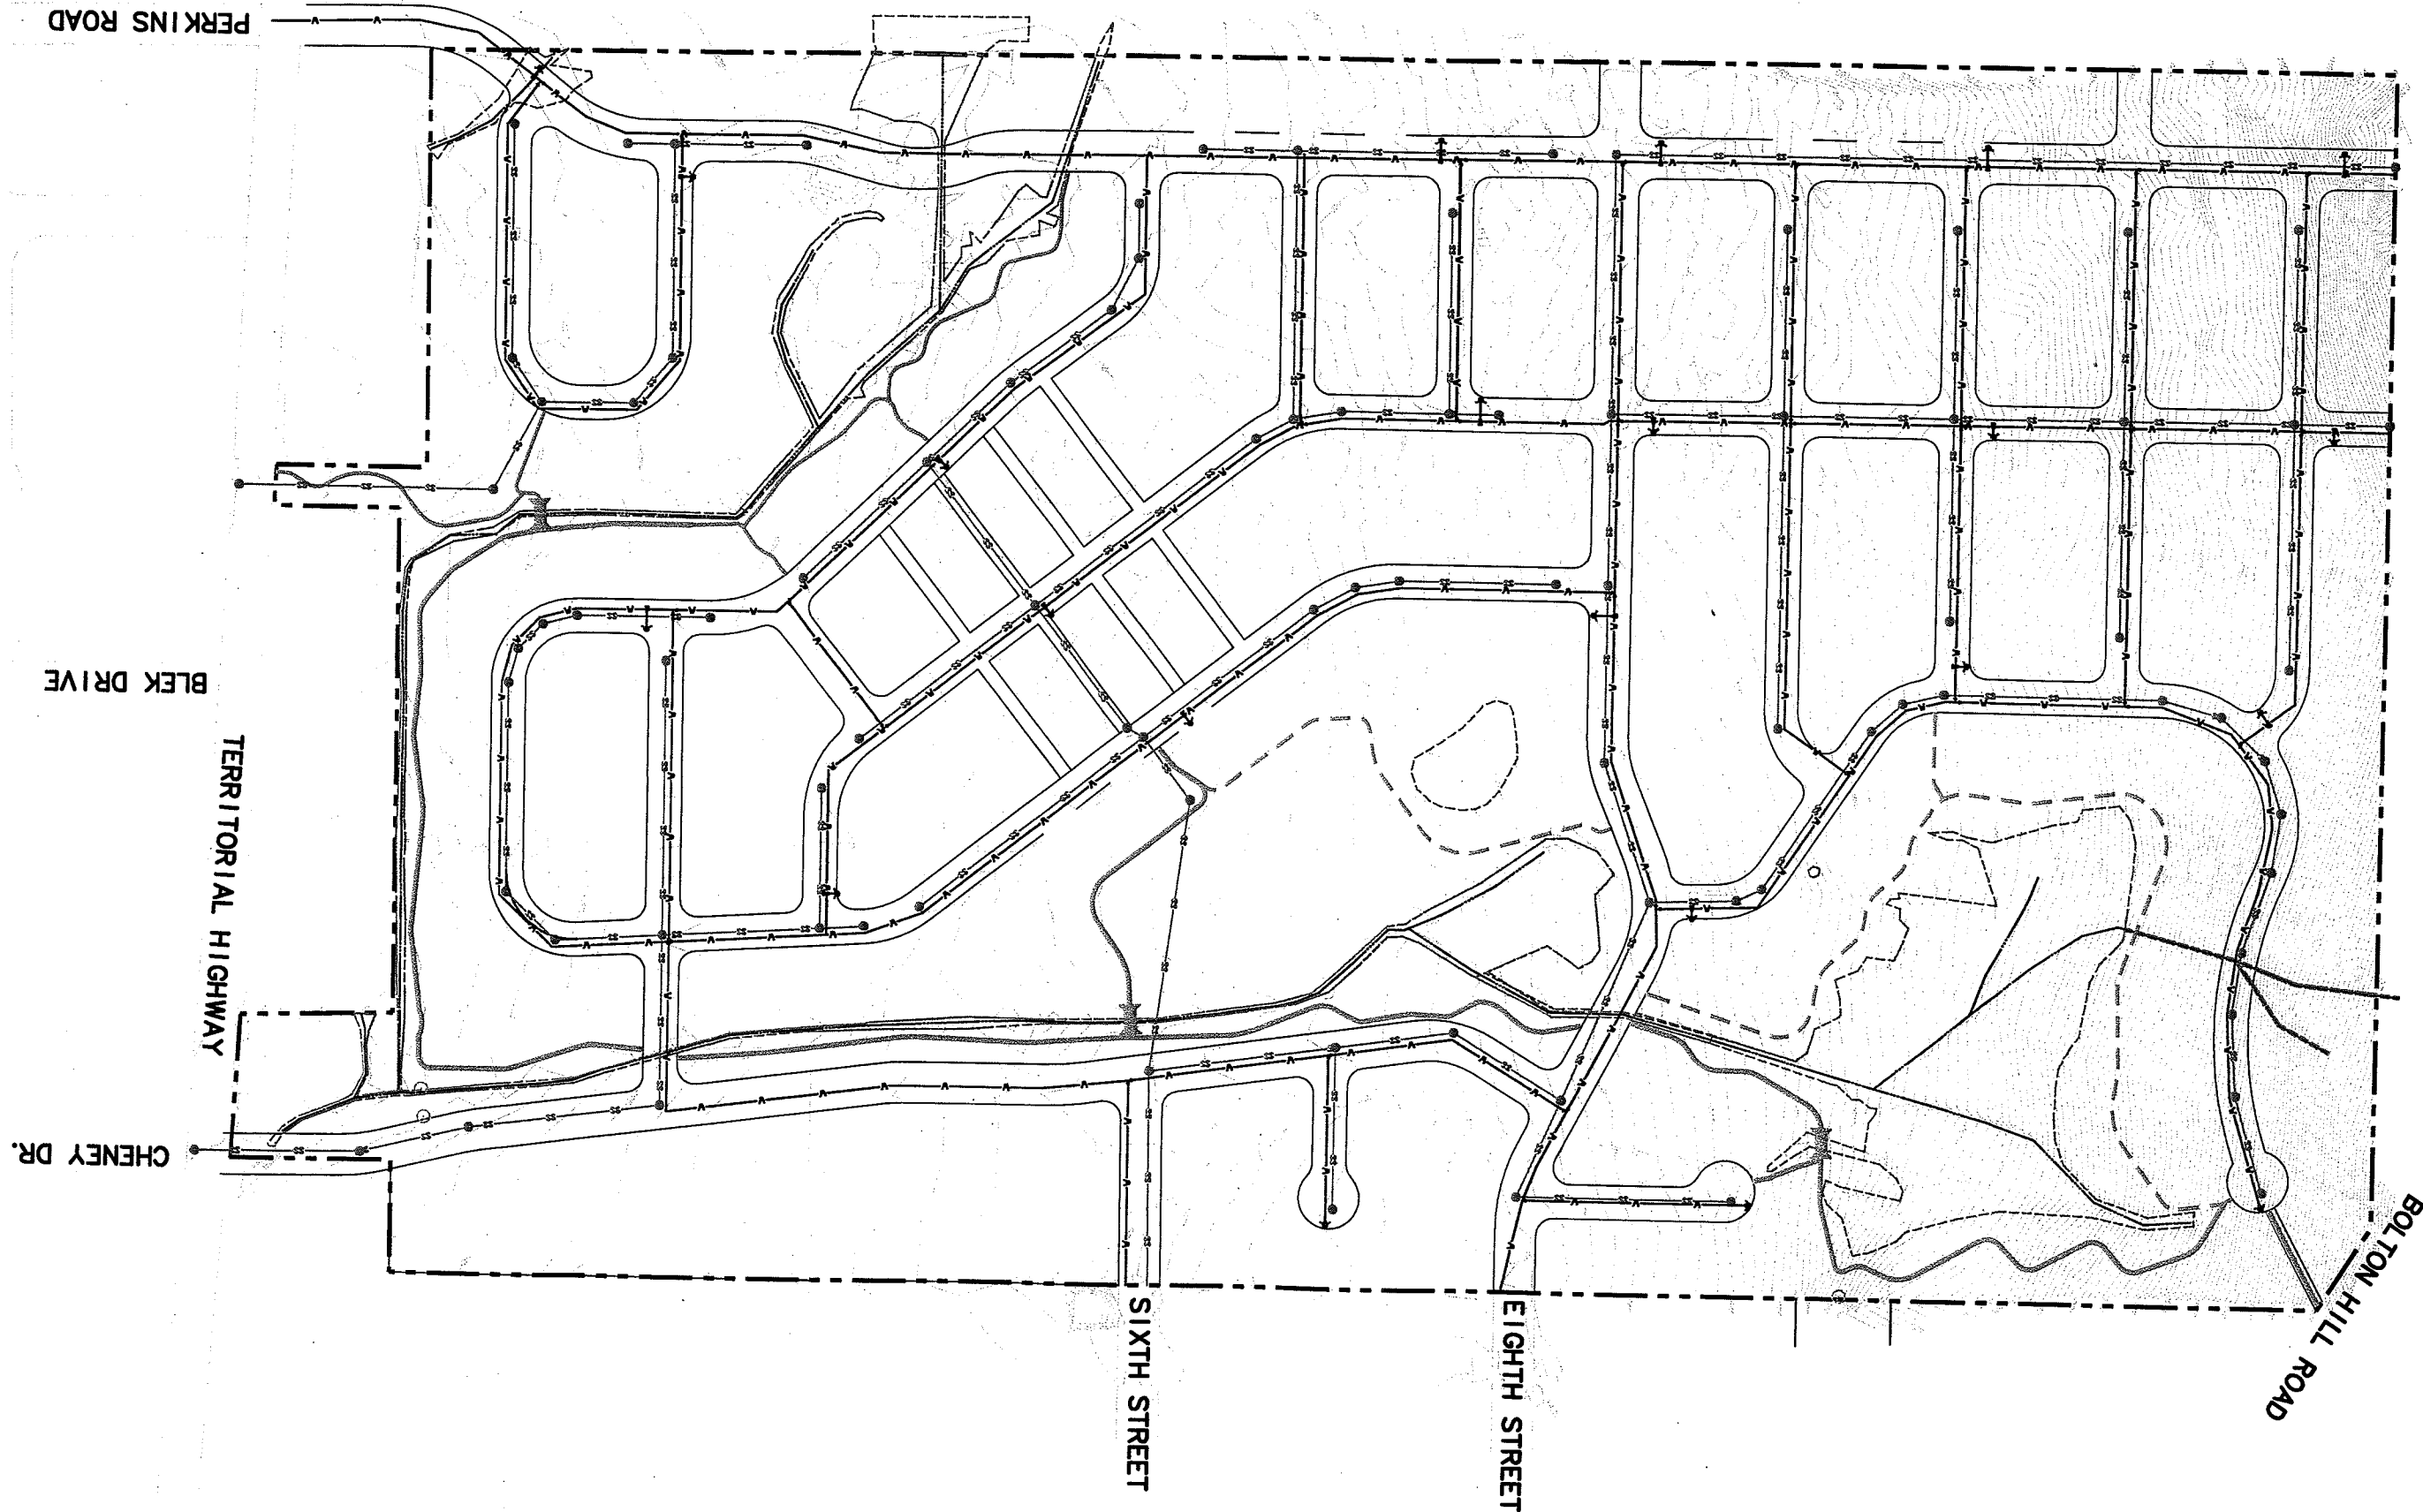 PERKINS ROAD
BLEK DRIVE
TERRITORIAL HIGHWAY
CHENEY DR.
SIXTH STREET
EIGHTH STREET
BOLTON HILL ROAD